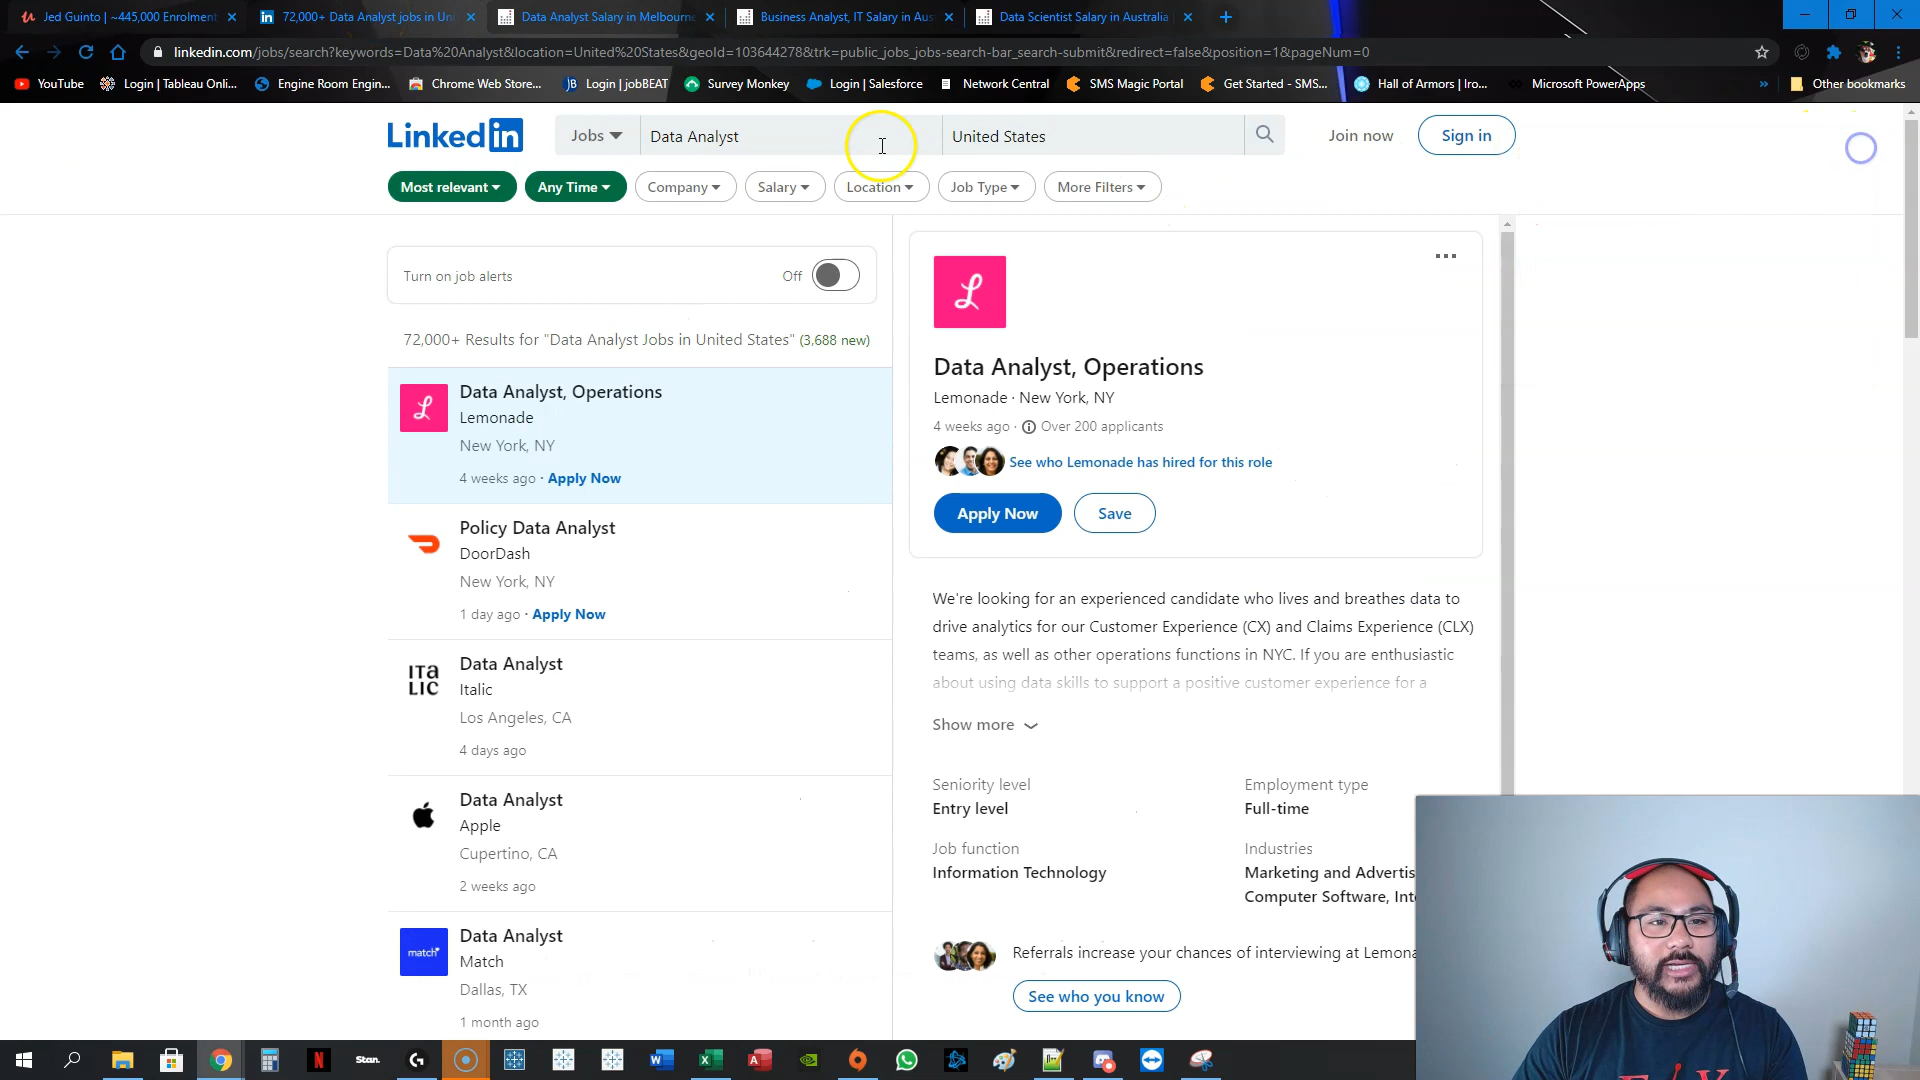 Jed Guinto | ~445,000 Enrolment
72,000+ Data Analyst jobs in Un
Data Analyst Salary in Melbourne
Business Analyst, IT Salary in Aus
Data Scientist Salary in Australia
linkedin.com/jobs/search?keywords=Data%20Analyst&location=United%20States&geoId=103644278&trk=public_jobs_jobs-search-bar_search-submit&redirect=false&position=1&pageNum=0
YouTube
Login | Tableau Onli...
Engine Room Engin...
Chrome Web Store...
Login | jobBEAT
Survey Monkey
Login | Salesforce
Network Central
SMS Magic Portal
Get Started - SMS...
Hall of Armors | Iro...
Microsoft PowerApps
»
Other bookmarks
Linkedin
Jobs
Data Analyst
United States
Join now
Sign in
Most relevant
Any Time
Company
Salary
Location
Job Type
More Filters
Turn on job alerts
Off
72,000+ Results for "Data Analyst Jobs in United States" (3,688 new)
Data Analyst, Operations
Lemonade
New York, NY
4 weeks ago · Apply Now
Policy Data Analyst
DoorDash
New York, NY
1 day ago · Apply Now
ITA
LIC
Data Analyst
Italic
Los Angeles, CA
4 days ago
Data Analyst
Apple
Cupertino, CA
2 weeks ago
match
Data Analyst
Match
Dallas, TX
1 month ago
Data Analyst, Operations
Lemonade · New York, NY
4 weeks ago · Over 200 applicants
See who Lemonade has hired for this role
Apply Now
Save
We're looking for an experienced candidate who lives and breathes data to
drive analytics for our Customer Experience (CX) and Claims Experience (CLX)
teams, as well as other operations functions in NYC. If you are enthusiastic
about using data skills to support a positive customer experience for a
Show more
Seniority level
Entry level
Employment type
Full-time
Job function
Information Technology
Industries
Marketing and Advertis
Computer Software, Int
Referrals increase your chances of interviewing at Lemona
See who you know
Stan.